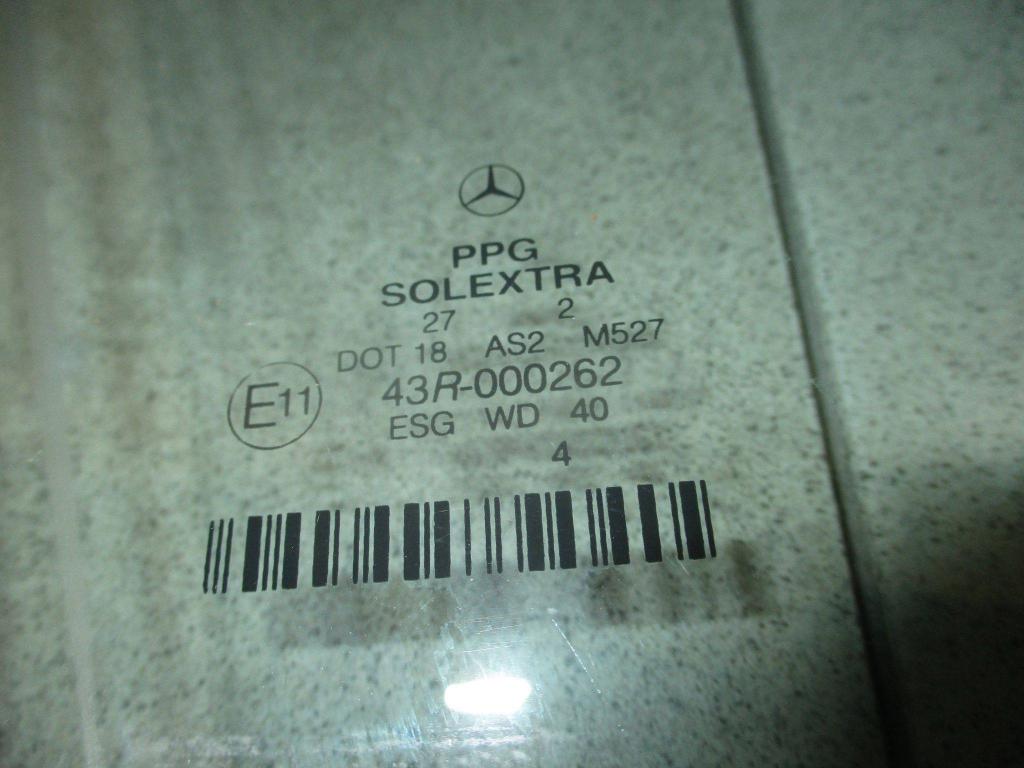 PPG
SOLEXTRA
27 2
DOT 18 AS2 M527
E11 43R-000262
ESG WD 40
4